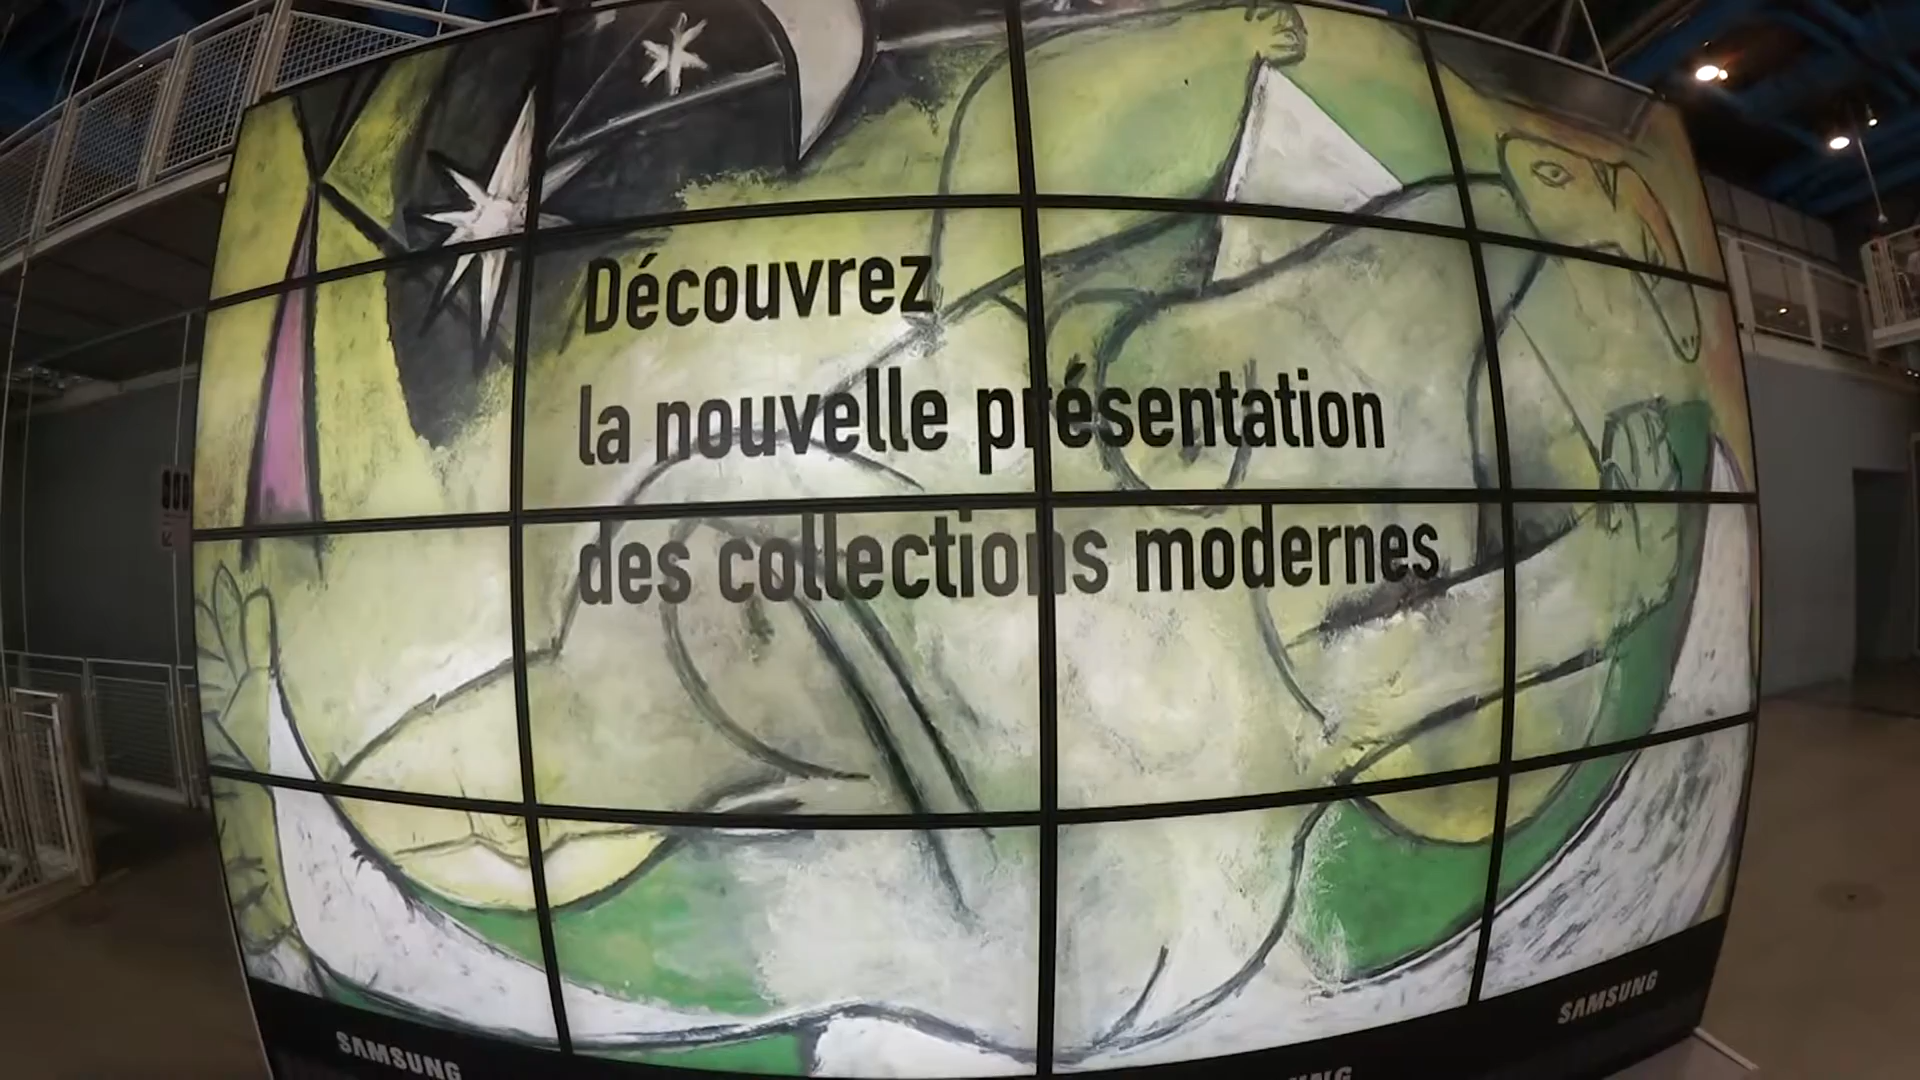 Découvrez
la nouvelle présentation
des collections modernes
SAMSUNG
SAMSUNG